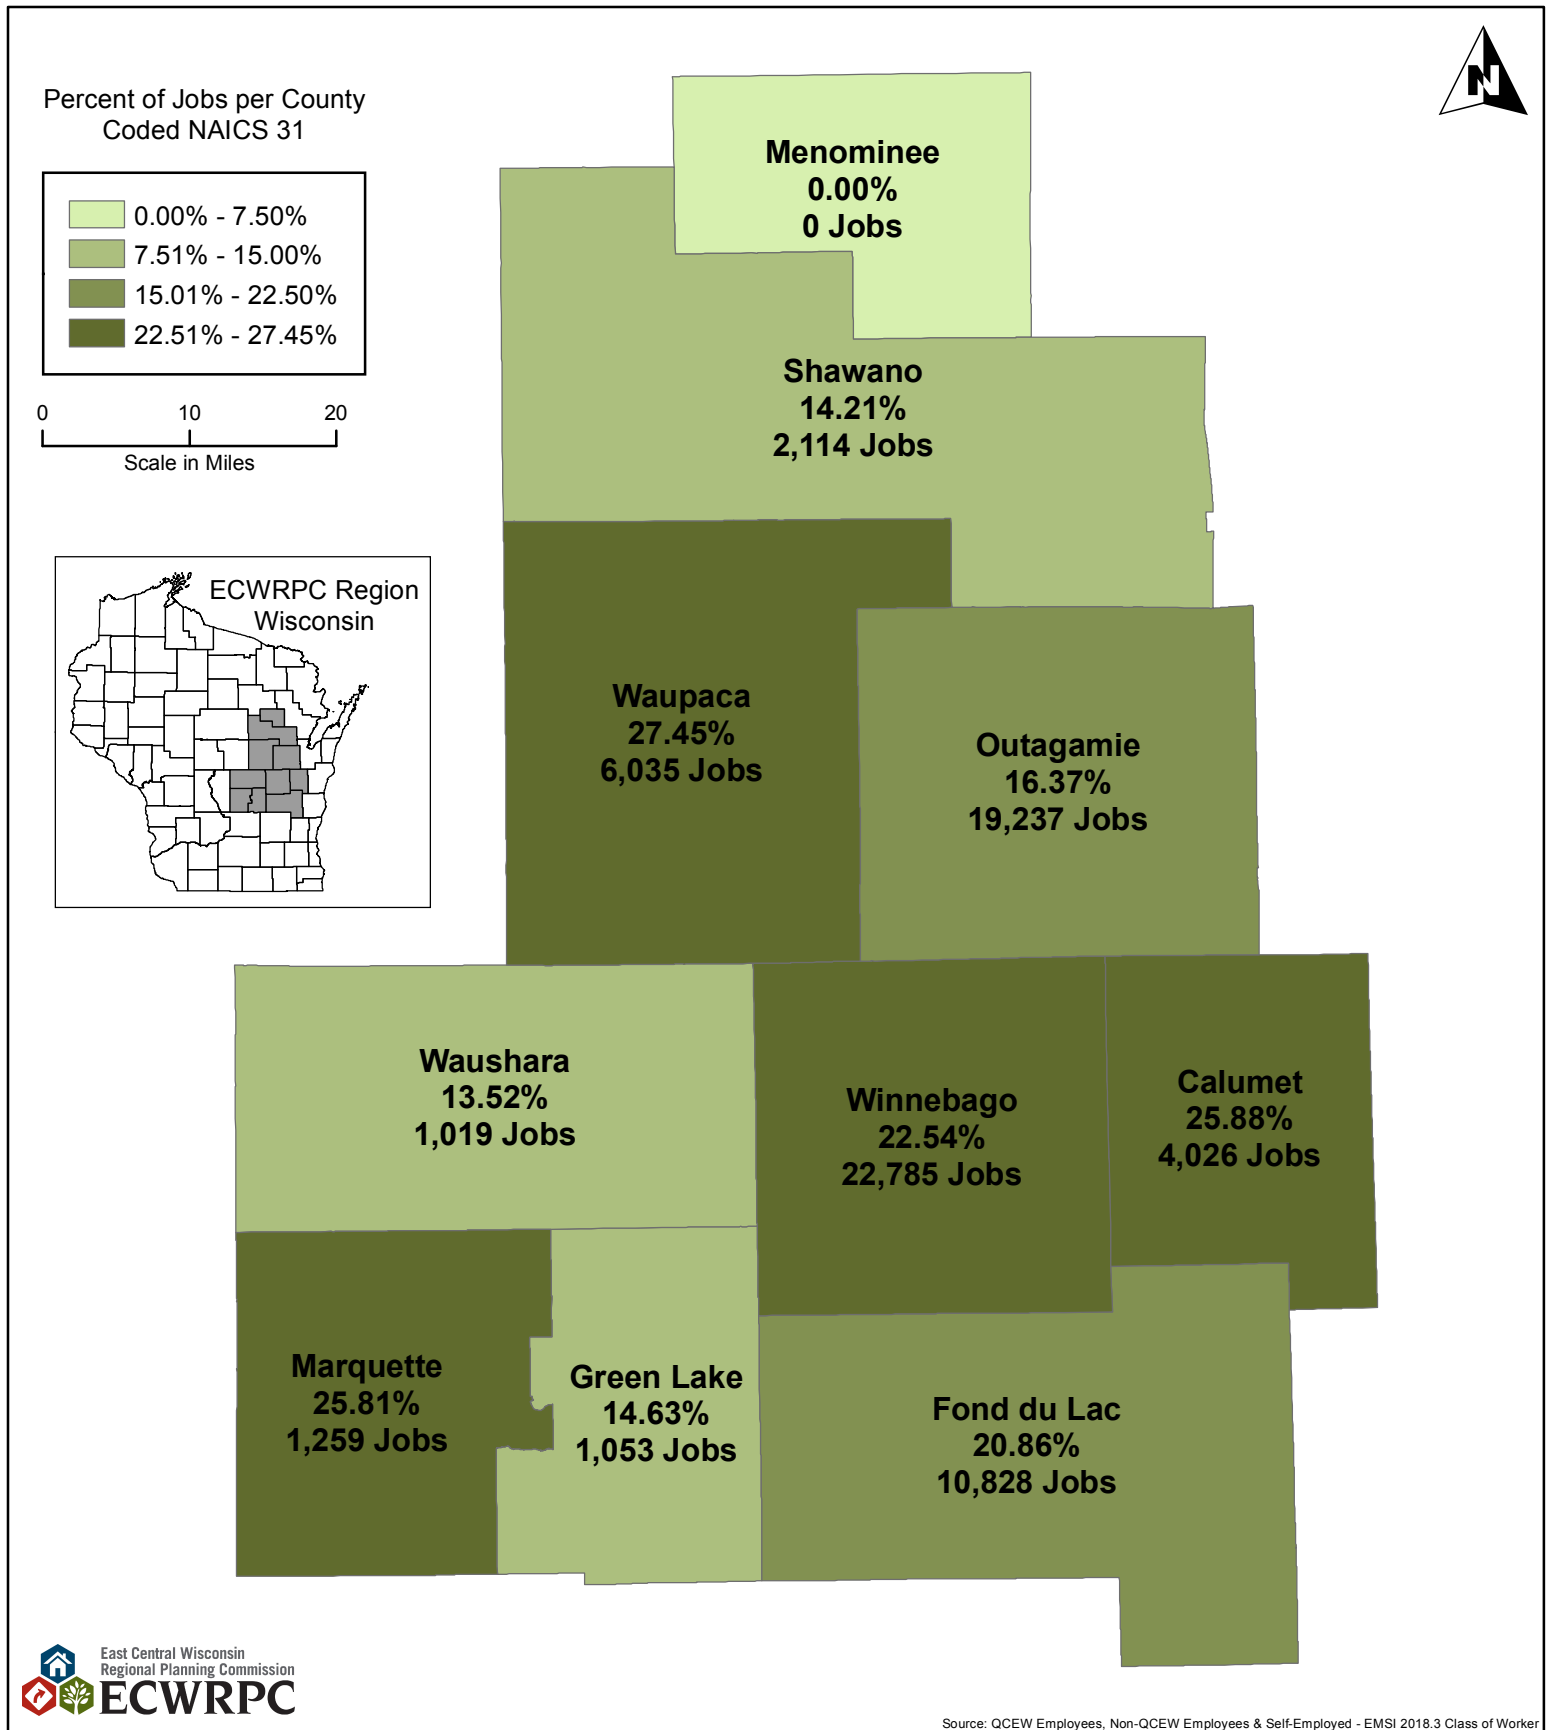 N
Percent of Jobs per County
Coded NAICS 31
0.00% - 7.50%
7.51% - 15.00%
15.01% - 22.50%
22.51% - 27.45%
0 10 20
Scale in Miles
ECWRPC Region
Wisconsin
Menominee
0.00%
0 Jobs
Shawano
14.21%
2,114 Jobs
Waupaca
27.45%
6,035 Jobs
Outagamie
16.37%
19,237 Jobs
Waushara
13.52%
1,019 Jobs
Winnebago
22.54%
22,785 Jobs
Calumet
25.88%
4,026 Jobs
Marquette
25.81%
1,259 Jobs
Green Lake
14.63%
1,053 Jobs
Fond du Lac
20.86%
10,828 Jobs
East Central Wisconsin
Regional Planning Commission
ECWRPC
Source: QCEW Employees, Non-QCEW Employees & Self-Employed - EMSI 2018.3 Class of Worker